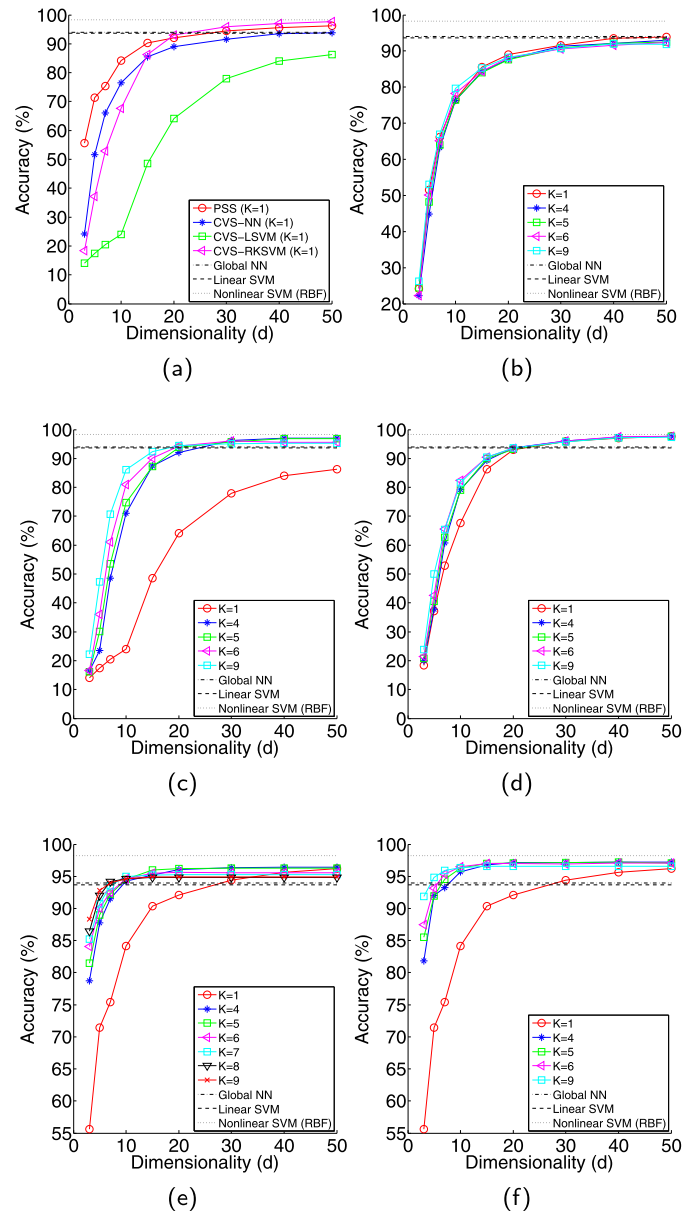 100
90
80
70
60
50
40
30
20
10
0
Accuracy (%)
PSS (K=1)
CVS−NN (K=1)
CVS−LSVM (K=1)
CVS−RKSVM (K=1)
Global NN
Linear SVM
Nonlinear SVM (RBF)
0 10 20 30 40 50
Dimensionality (d)
(a)
100
90
80
70
60
50
40
30
20
Accuracy (%)
K=1
K=4
K=5
K=6
K=9
Global NN
Linear SVM
Nonlinear SVM (RBF)
0 10 20 30 40 50
Dimensionality (d)
(b)
100
90
80
70
60
50
40
30
20
10
0
Accuracy (%)
K=1
K=4
K=5
K=6
K=9
Global NN
Linear SVM
Nonlinear SVM (RBF)
0 10 20 30 40 50
Dimensionality (d)
(c)
100
90
80
70
60
50
40
30
20
10
0
Accuracy (%)
K=1
K=4
K=5
K=6
K=9
Global NN
Linear SVM
Nonlinear SVM (RBF)
0 10 20 30 40 50
Dimensionality (d)
(d)
100
95
90
85
80
75
70
65
60
55
Accuracy (%)
K=1
K=4
K=5
K=6
K=7
K=8
K=9
Global NN
Linear SVM
Nonlinear SVM (RBF)
0 10 20 30 40 50
Dimensionality (d)
(e)
100
95
90
85
80
75
70
65
60
55
Accuracy (%)
K=1
K=4
K=5
K=6
K=9
Global NN
Linear SVM
Nonlinear SVM (RBF)
0 10 20 30 40 50
Dimensionality (d)
(f)